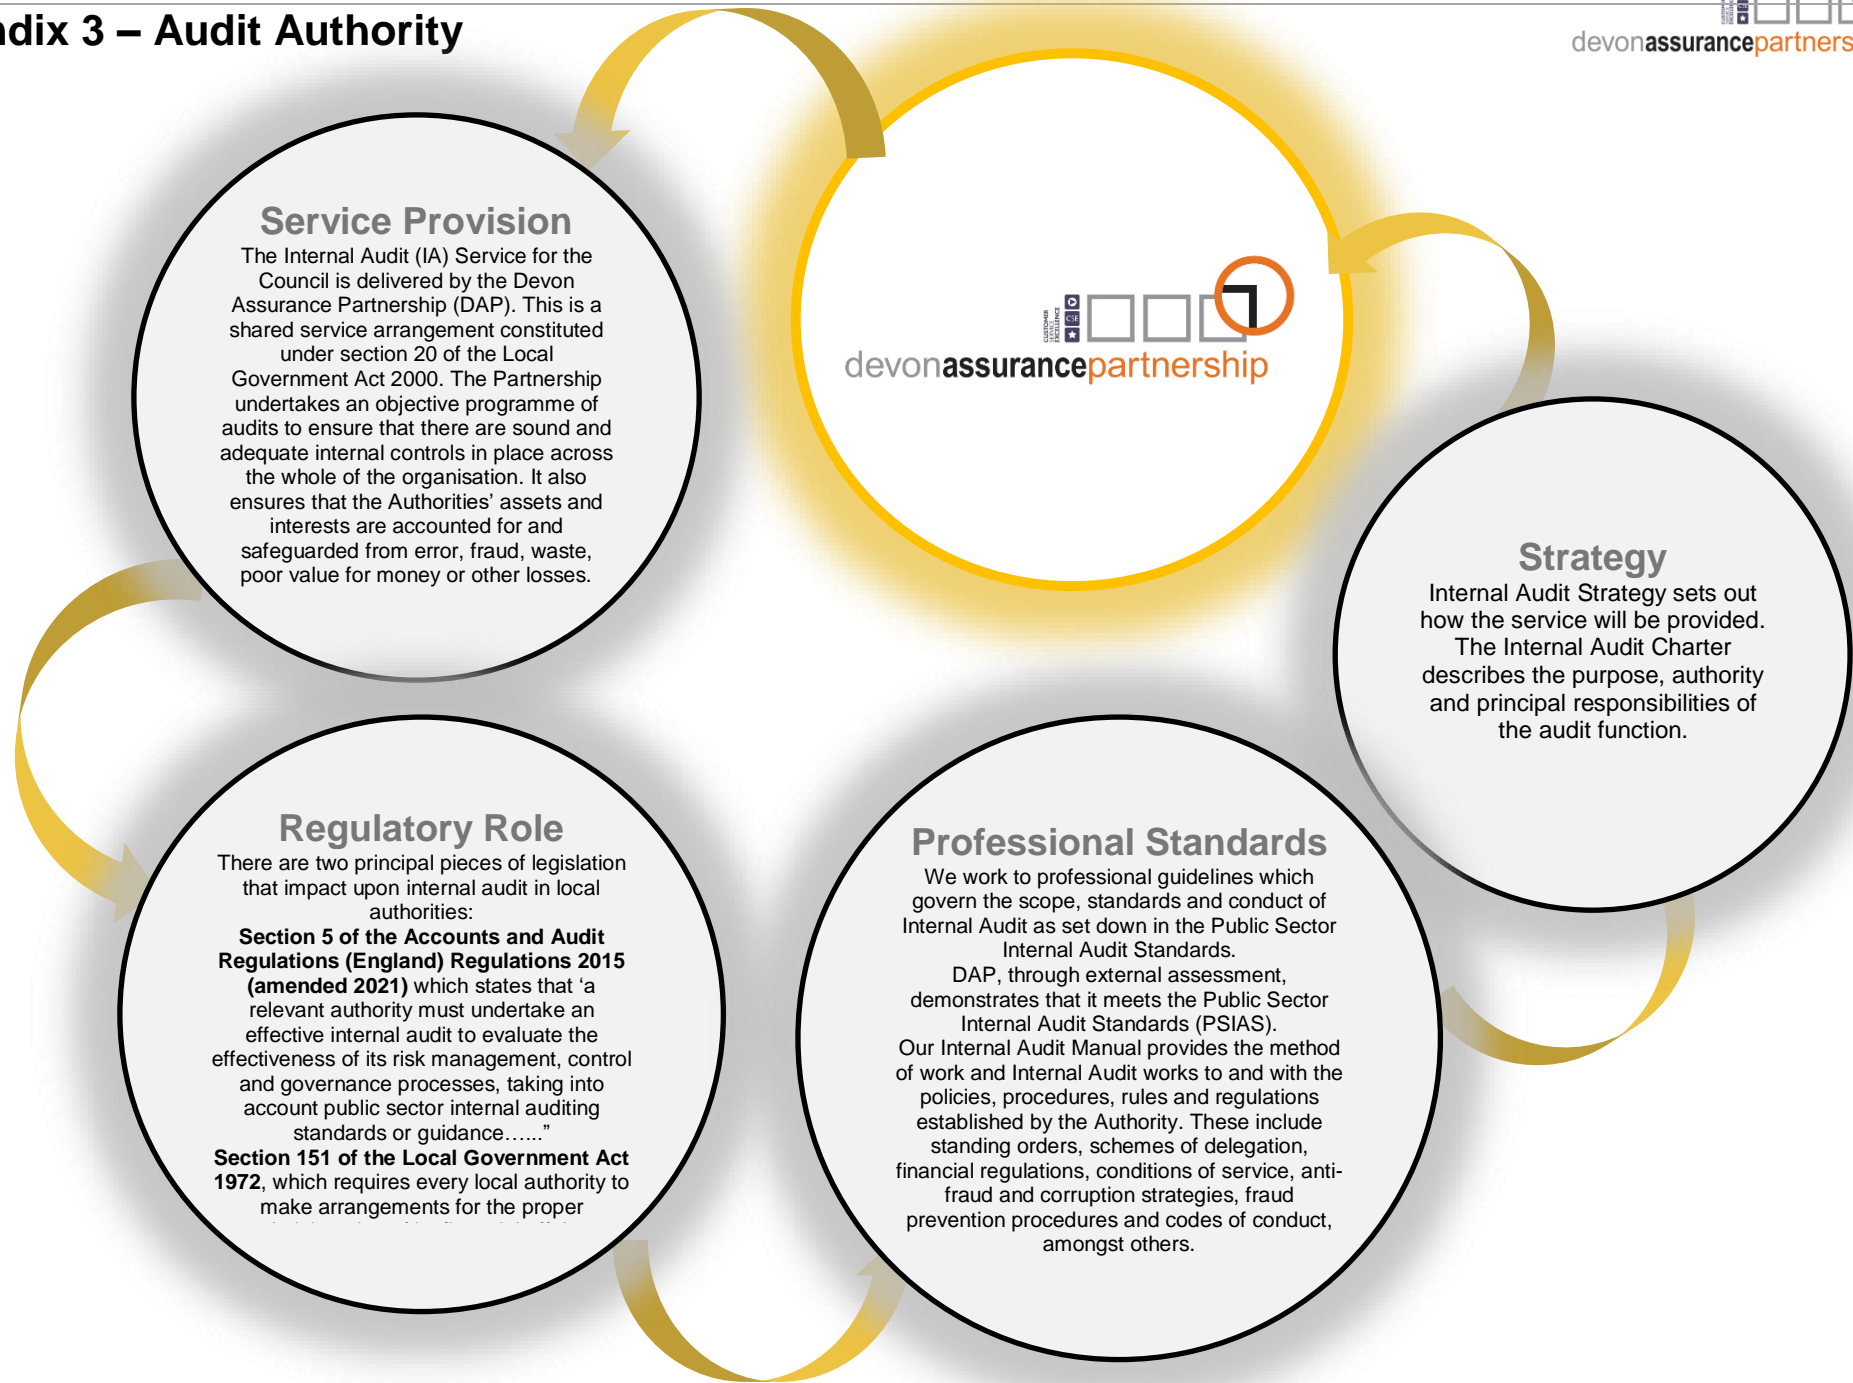 ndix 3 – Audit Authority
devonassurancepartners
Service Provision
The Internal Audit (IA) Service for the
Council is delivered by the Devon
Assurance Partnership (DAP). This is a
shared service arrangement constituted
under section 20 of the Local
Government Act 2000. The Partnership
undertakes an objective programme of
audits to ensure that there are sound and
adequate internal controls in place across
the whole of the organisation. It also
ensures that the Authorities’ assets and
interests are accounted for and
safeguarded from error, fraud, waste,
poor value for money or other losses.
CUSTOMER
SERVICE
EXCELLENCE
CSE
devonassurancepartnership
Strategy
Internal Audit Strategy sets out
how the service will be provided.
The Internal Audit Charter
describes the purpose, authority
and principal responsibilities of
the audit function.
Regulatory Role
There are two principal pieces of legislation
that impact upon internal audit in local
authorities:
Section 5 of the Accounts and Audit
Regulations (England) Regulations 2015
(amended 2021) which states that ‘a
relevant authority must undertake an
effective internal audit to evaluate the
effectiveness of its risk management, control
and governance processes, taking into
account public sector internal auditing
standards or guidance…...”
Section 151 of the Local Government Act
1972, which requires every local authority to
make arrangements for the proper
Professional Standards
We work to professional guidelines which
govern the scope, standards and conduct of
Internal Audit as set down in the Public Sector
Internal Audit Standards.
DAP, through external assessment,
demonstrates that it meets the Public Sector
Internal Audit Standards (PSIAS).
Our Internal Audit Manual provides the method
of work and Internal Audit works to and with the
policies, procedures, rules and regulations
established by the Authority. These include
standing orders, schemes of delegation,
financial regulations, conditions of service, anti-
fraud and corruption strategies, fraud
prevention procedures and codes of conduct,
amongst others.